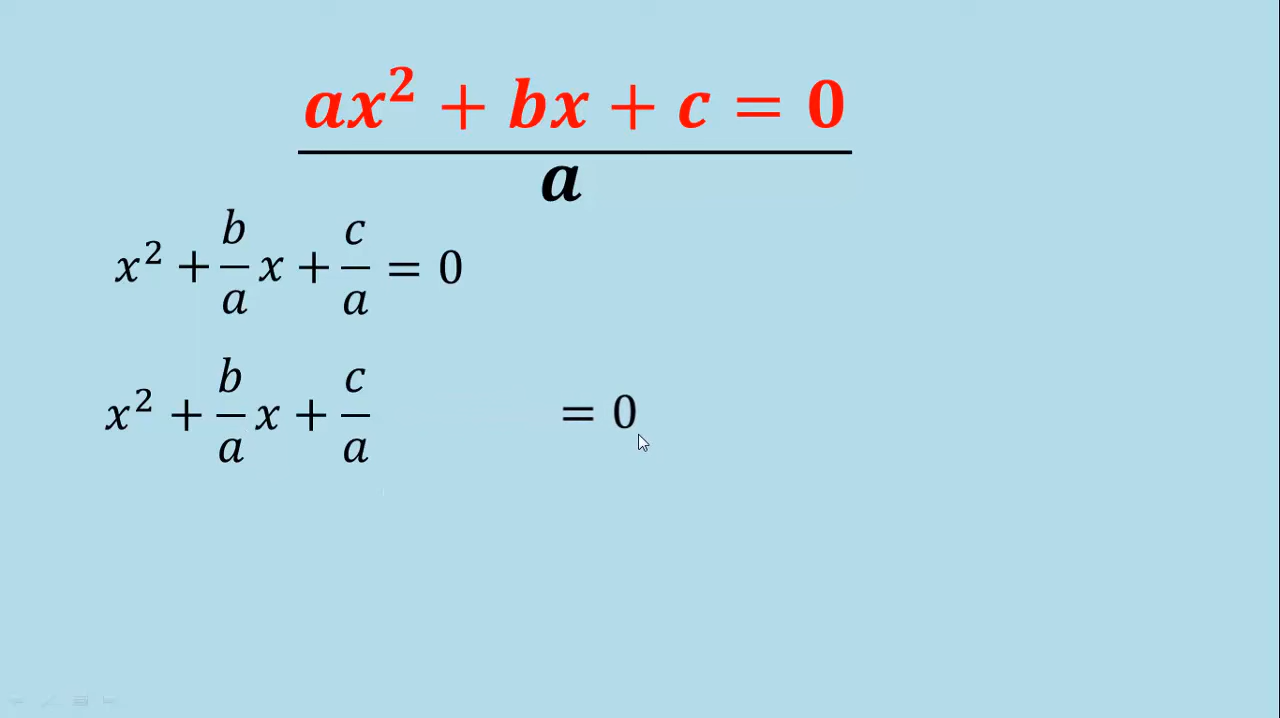 ax² + bx + c = 0
a
x² + b/a x + c/a = 0
x² + b/a x + c/a = 0